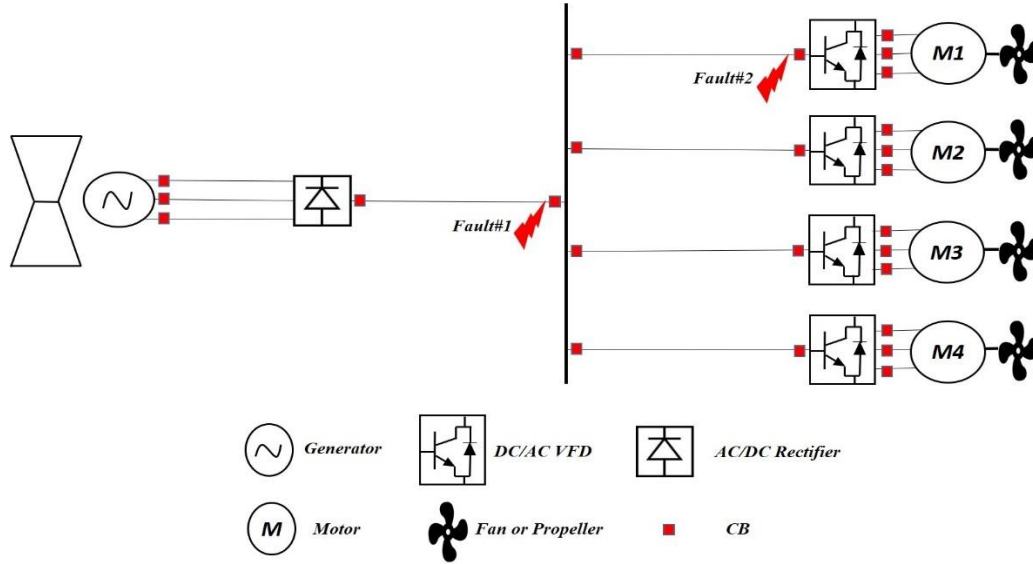 M1
Fault#2
M2
Fault#1
M3
M4
Generator
DC/AC VFD
AC/DC Rectifier
M
Motor
Fan or Propeller
CB